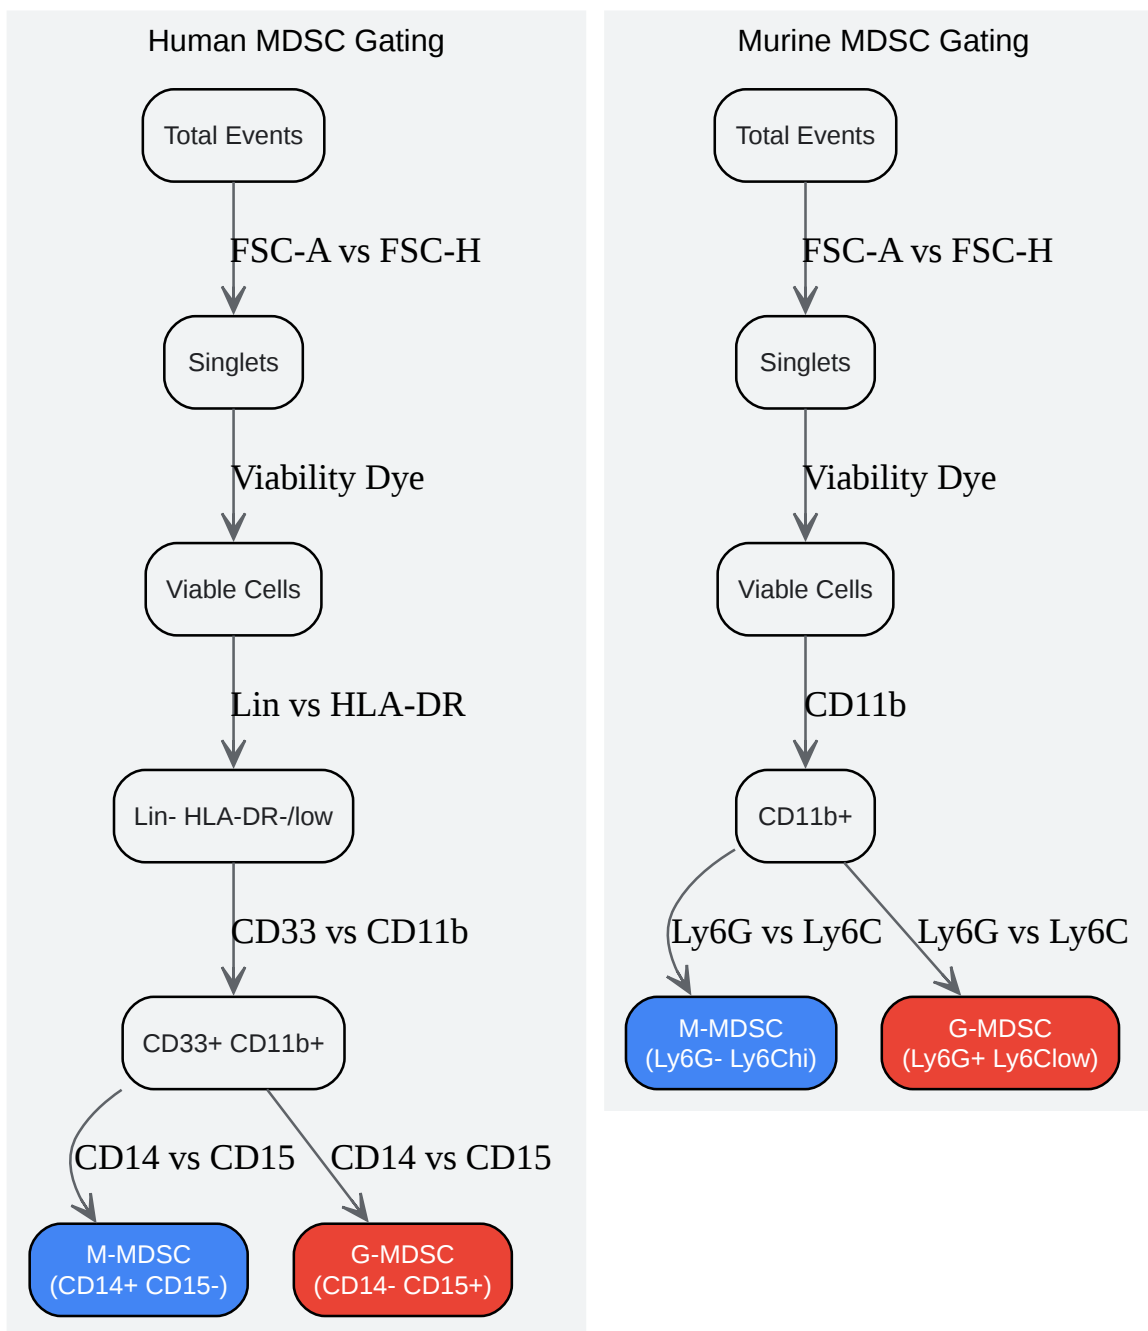 Human MDSC Gating
Total Events
FSC-A vs FSC-H
Singlets
Viability Dye
Viable Cells
Lin vs HLA-DR
Lin- HLA-DR-/low
CD33 vs CD11b
CD33+ CD11b+
CD14 vs CD15
CD14 vs CD15
M-MDSC
(CD14+ CD15-)
G-MDSC
(CD14- CD15+)
Murine MDSC Gating
Total Events
FSC-A vs FSC-H
Singlets
Viability Dye
Viable Cells
CD11b
CD11b+
Ly6G vs Ly6C
Ly6G vs Ly6C
M-MDSC
(Ly6G- Ly6Chi)
G-MDSC
(Ly6G+ Ly6Clow)